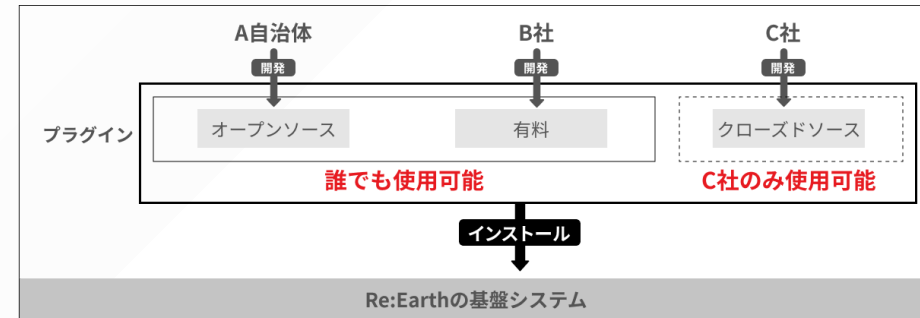 A自治体
B社
C社
開発
開発
開発
プラグイン
オープンソース
有料
クローズドソース
誰でも使用可能
C社のみ使用可能
インストール
Re:Earthの基盤システム